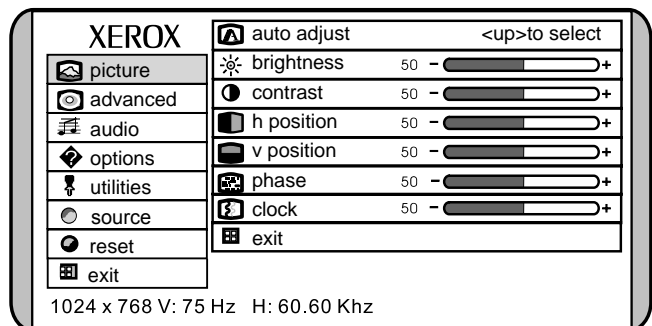 XEROX
picture
advanced
audio
options
utilities
source
reset
exit
auto adjust <up>to select
brightness 50 - +
contrast 50 - +
h position 50 - +
v position 50 - +
phase 50 - +
clock 50 - +
exit
1024 x 768 V: 75 Hz H: 60.60 Khz